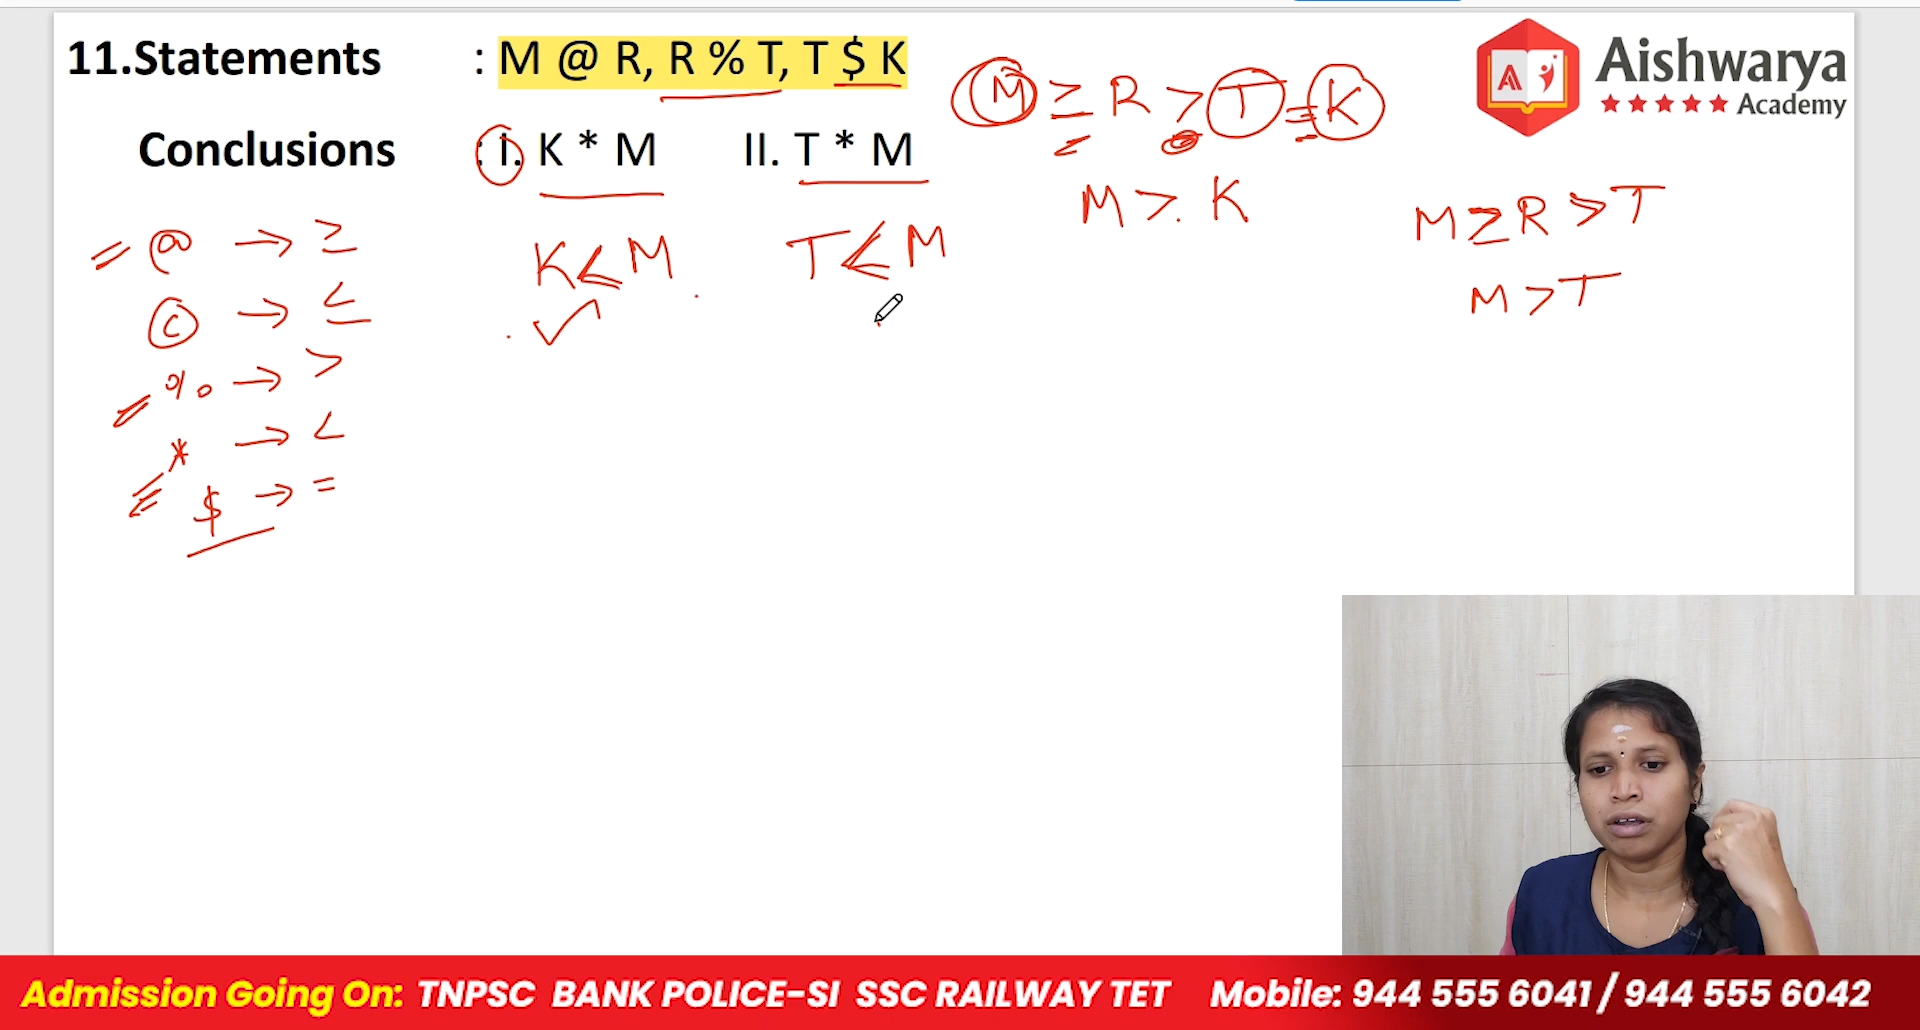 11.Statements : M @ R, R % T, T $ K
M ≥ R > T = K
Aishwarya
Academy
Conclusions : I. K * M II. T * M
M > K
M ≥ R > T
K < M
T < M
M > T
@ → ≥
© → ≤
% → >
* → <
$ → =
Admission Going On: TNPSC BANK POLICE-SI SSC RAILWAY TET Mobile: 944 555 6041 / 944 555 6042